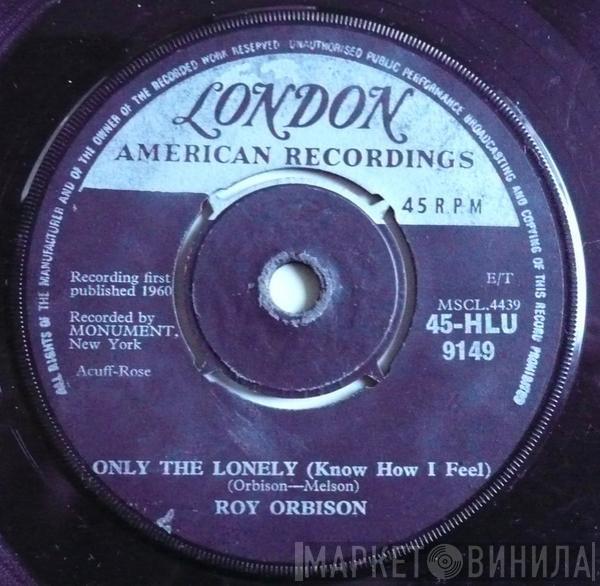 ALL RIGHTS OF THE MANUFACTURER AND OF THE OWNER OF THE RECORDED WORK RESERVED UNAUTHORISED PUBLIC PERFORMANCE BROADCASTING AND COPYING OF THIS RECORD PROHIBITED
LONDON
AMERICAN RECORDINGS
45 R.P.M
Recording first
published 1960
Recorded by
MONUMENT,
New York
Acuff-Rose
E/T
MSCL.4439
45-HLU
9149
ONLY THE LONELY (Know How I Feel)
(Orbison—Melson)
ROY ORBISON
МАРКЕТ ВИНИЛА